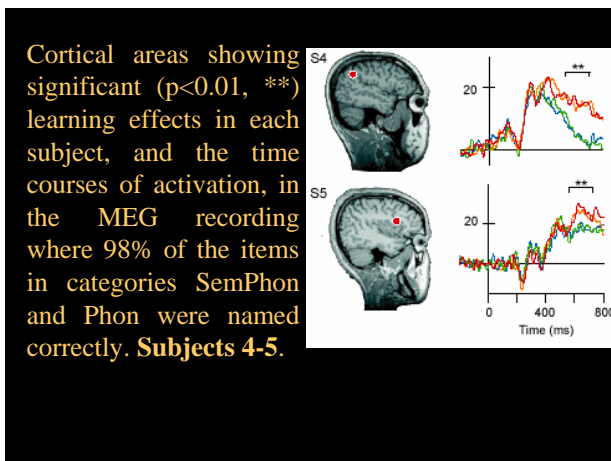 Cortical areas showing
significant (p<0.01, **)
learning effects in each
subject, and the time
courses of activation, in
the MEG recording
where 98% of the items
in categories SemPhon
and Phon were named
correctly. Subjects 4-5.
S4
**
20
S5
**
20
0 400 800
Time (ms)